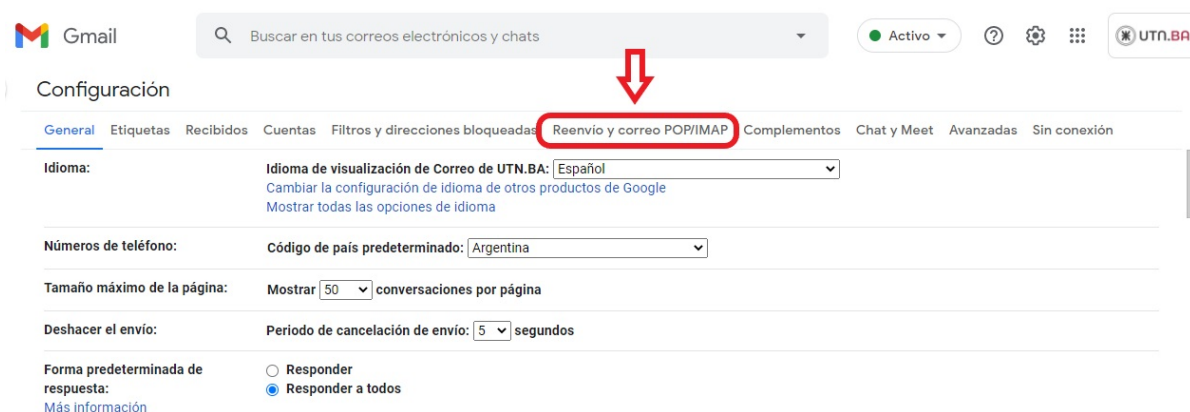 Gmail
Buscar en tus correos electrónicos y chats
Activo
UTN.BA
Configuración
General Etiquetas Recibidos Cuentas Filtros y direcciones bloqueadas Reenvío y correo POP/IMAP Complementos Chat y Meet Avanzadas Sin conexión
Idioma: Idioma de visualización de Correo de UTN.BA: Español
Cambiar la configuración de idioma de otros productos de Google
Mostrar todas las opciones de idioma
Números de teléfono: Código de país predeterminado: Argentina
Tamaño máximo de la página: Mostrar 50 conversaciones por página
Deshacer el envío: Periodo de cancelación de envío: 5 segundos
Forma predeterminada de respuesta: Responder
Responder a todos
Más información